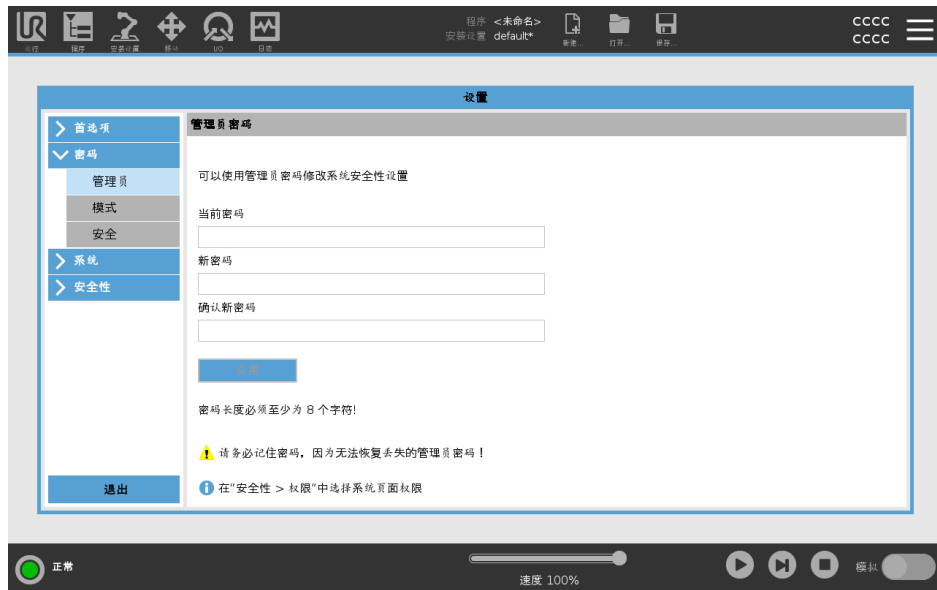 运行 程序 安装设置 移动 I/O 日志
程序 <未命名>
安装设置 default*
新建... 打开... 保存...
cccc
cccc
设置
首选项
密码
管理员
模式
安全
系统
安全性
退出
管理员密码
可以使用管理员密码修改系统安全性设置
当前密码
新密码
确认新密码
应用
密码长度必须至少为 8 个字符!
请务必记住密码，因为无法恢复丢失的管理员密码！
在"安全性 > 权限"中选择系统页面权限
正常
速度 100%
模拟